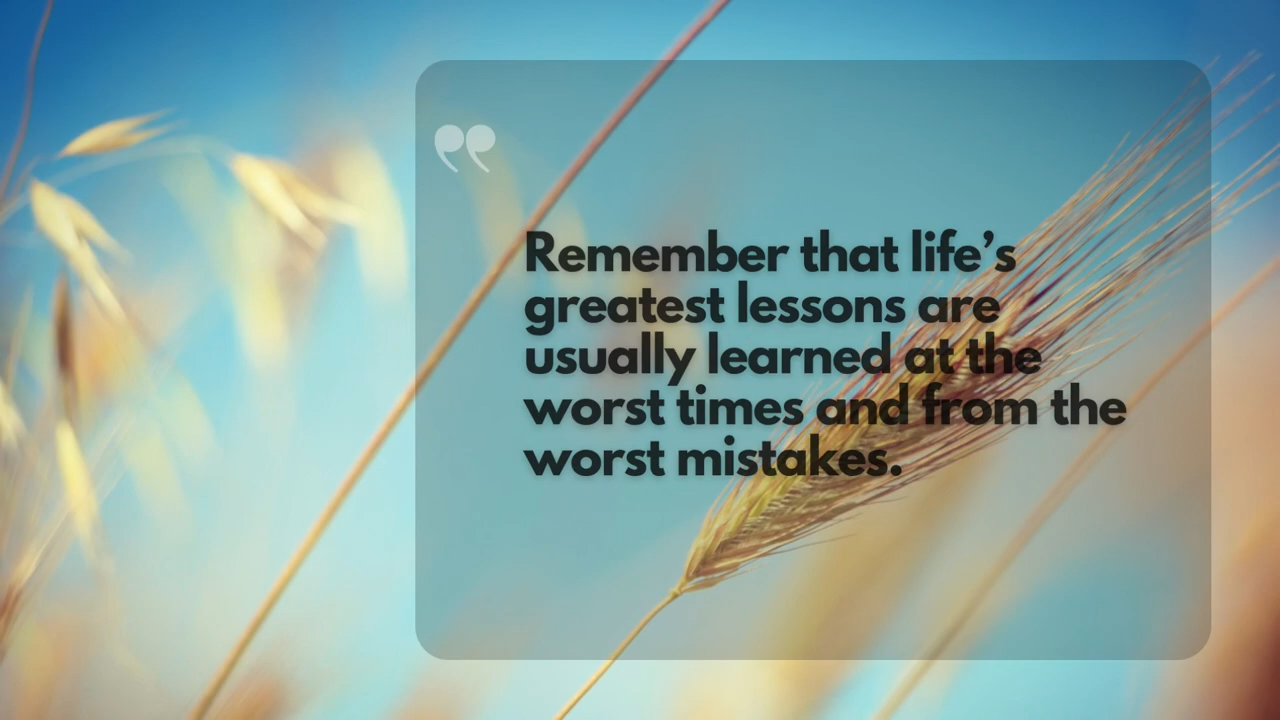 Remember that life’s
greatest lessons are
usually learned at the
worst times and from the
worst mistakes.